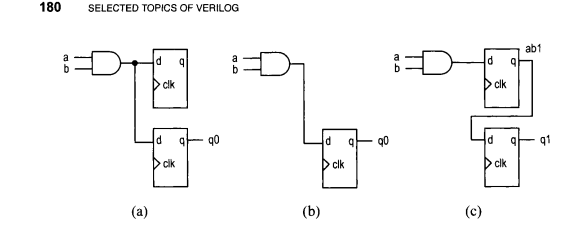 180 SELECTED TOPICS OF VERILOG
a
b
d q
clk
d q q0
clk
(a)
a
b
d q q0
clk
(b)
a
b
d q ab1
clk
d q q1
clk
(c)